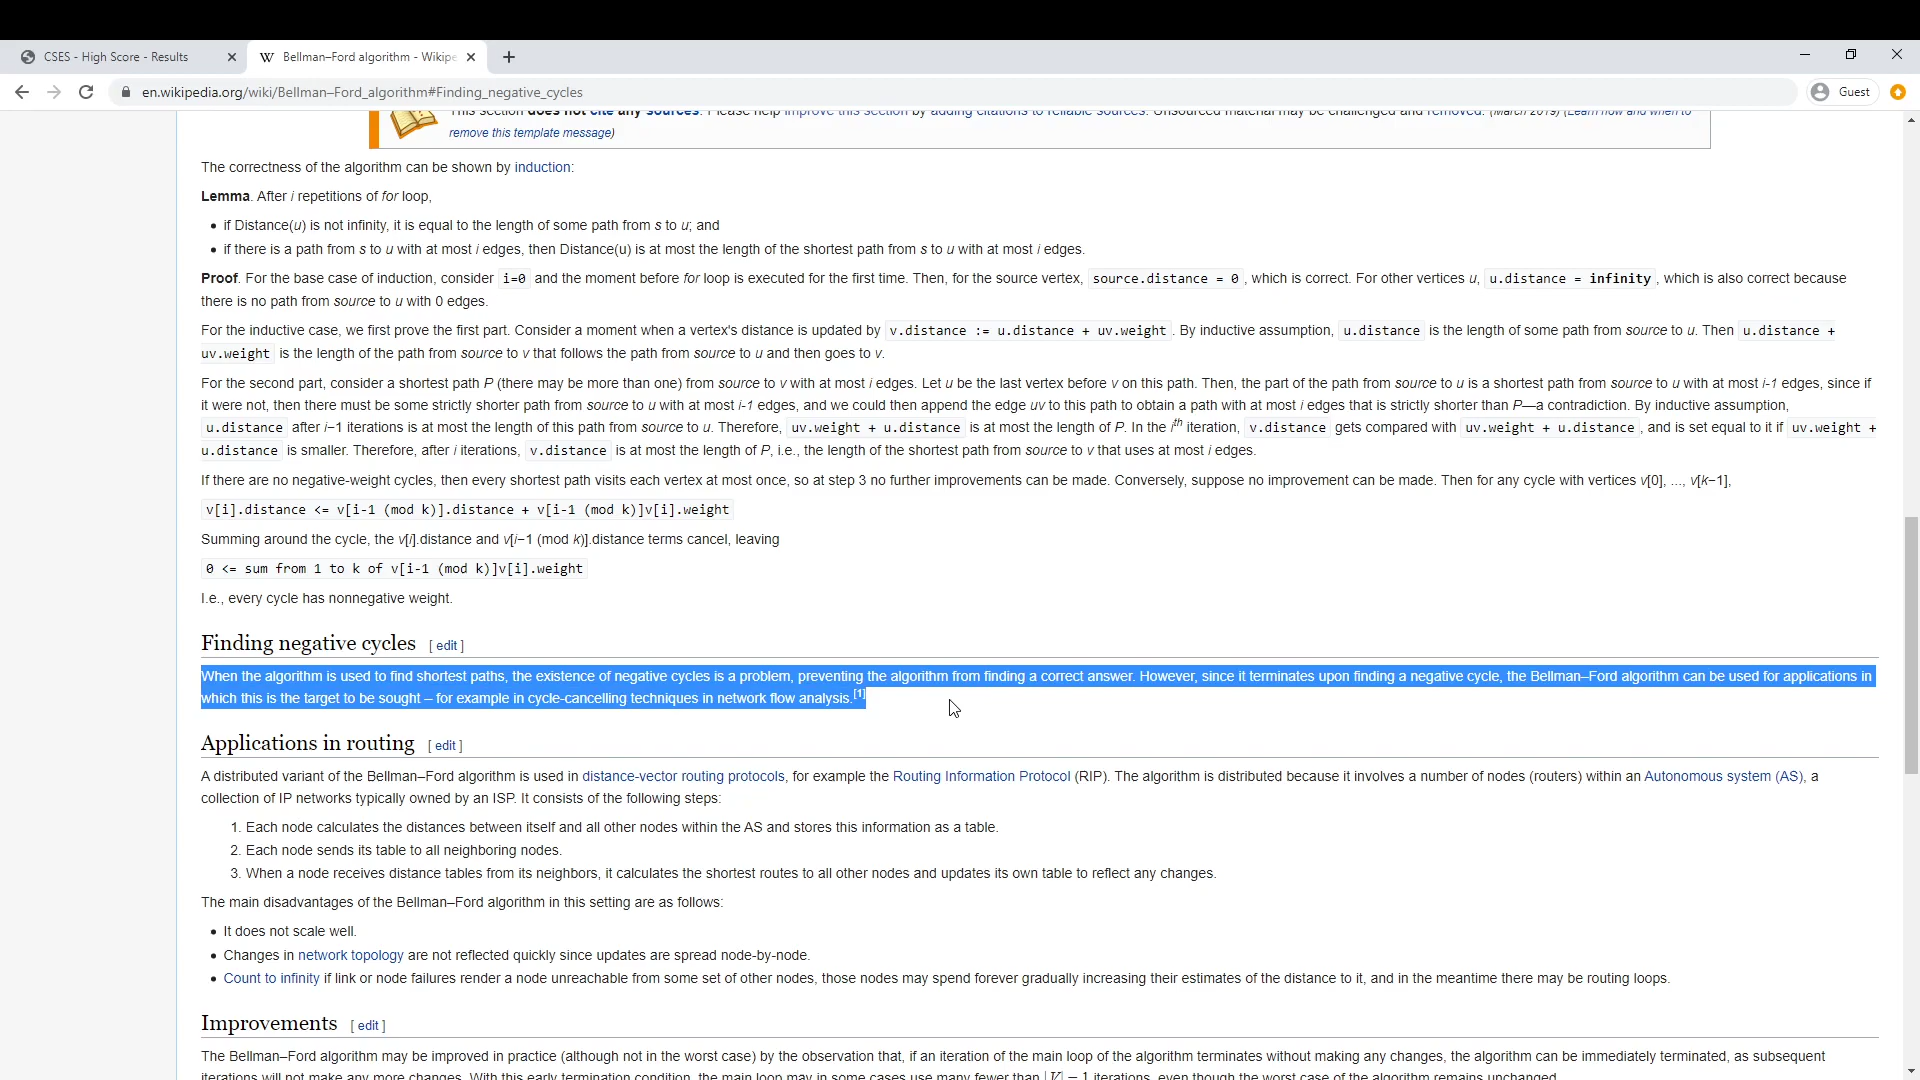 CSES - High Score - Results
W Bellman–Ford algorithm - Wikipe
en.wikipedia.org/wiki/Bellman–Ford_algorithm#Finding_negative_cycles
Guest
This section does not cite any sources. Please help improve this section by adding citations to reliable sources. Unsourced material may be challenged and removed. (March 2019) (Learn how and when to
remove this template message)
The correctness of the algorithm can be shown by induction:
Lemma. After i repetitions of for loop,
• if Distance(u) is not infinity, it is equal to the length of some path from s to u; and
• if there is a path from s to u with at most i edges, then Distance(u) is at most the length of the shortest path from s to u with at most i edges.
Proof. For the base case of induction, consider i=0 and the moment before for loop is executed for the first time. Then, for the source vertex, source.distance = 0 , which is correct. For other vertices u, u.distance = infinity , which is also correct because
there is no path from source to u with 0 edges.
For the inductive case, we first prove the first part. Consider a moment when a vertex's distance is updated by v.distance := u.distance + uv.weight . By inductive assumption, u.distance is the length of some path from source to u. Then u.distance +
uv.weight is the length of the path from source to v that follows the path from source to u and then goes to v.
For the second part, consider a shortest path P (there may be more than one) from source to v with at most i edges. Let u be the last vertex before v on this path. Then, the part of the path from source to u is a shortest path from source to u with at most i-1 edges, since if
it were not, then there must be some strictly shorter path from source to u with at most i-1 edges, and we could then append the edge uv to this path to obtain a path with at most i edges that is strictly shorter than P—a contradiction. By inductive assumption,
u.distance after i−1 iterations is at most the length of this path from source to u. Therefore, uv.weight + u.distance is at most the length of P. In the ith iteration, v.distance gets compared with uv.weight + u.distance , and is set equal to it if uv.weight +
u.distance is smaller. Therefore, after i iterations, v.distance is at most the length of P, i.e., the length of the shortest path from source to v that uses at most i edges.
If there are no negative-weight cycles, then every shortest path visits each vertex at most once, so at step 3 no further improvements can be made. Conversely, suppose no improvement can be made. Then for any cycle with vertices v[0], ..., v[k−1],
v[i].distance <= v[i-1 (mod k)].distance + v[i-1 (mod k)]v[i].weight
Summing around the cycle, the v[i].distance and v[i−1 (mod k)].distance terms cancel, leaving
0 <= sum from 1 to k of v[i-1 (mod k)]v[i].weight
I.e., every cycle has nonnegative weight.
Finding negative cycles [ edit ]
When the algorithm is used to find shortest paths, the existence of negative cycles is a problem, preventing the algorithm from finding a correct answer. However, since it terminates upon finding a negative cycle, the Bellman–Ford algorithm can be used for applications in
which this is the target to be sought – for example in cycle-cancelling techniques in network flow analysis.[1]
Applications in routing [ edit ]
A distributed variant of the Bellman–Ford algorithm is used in distance-vector routing protocols, for example the Routing Information Protocol (RIP). The algorithm is distributed because it involves a number of nodes (routers) within an Autonomous system (AS), a
collection of IP networks typically owned by an ISP. It consists of the following steps:
1. Each node calculates the distances between itself and all other nodes within the AS and stores this information as a table.
2. Each node sends its table to all neighboring nodes.
3. When a node receives distance tables from its neighbors, it calculates the shortest routes to all other nodes and updates its own table to reflect any changes.
The main disadvantages of the Bellman–Ford algorithm in this setting are as follows:
• It does not scale well.
• Changes in network topology are not reflected quickly since updates are spread node-by-node.
• Count to infinity if link or node failures render a node unreachable from some set of other nodes, those nodes may spend forever gradually increasing their estimates of the distance to it, and in the meantime there may be routing loops.
Improvements [ edit ]
The Bellman–Ford algorithm may be improved in practice (although not in the worst case) by the observation that, if an iteration of the main loop of the algorithm terminates without making any changes, the algorithm can be immediately terminated, as subsequent
iterations will not make any more changes. With this early termination condition, the main loop may in some cases use many fewer than |V| − 1 iterations, even though the worst case of the algorithm remains unchanged.